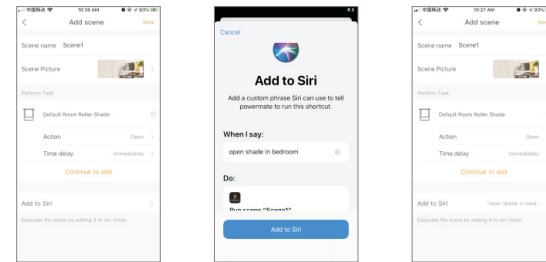 中国移动 10:26 AM 93%
Add scene
Save
Scene name Scene1
Scene Picture
Perform Task
Default Room Roller Shade
Action Open
Time delay Immediately
Continue to add
Add to Siri
Executes the scene by adding it to siri Voice
Cancel
Add to Siri
Add a custom phrase Siri can use to tell
powermate to run this shortcut.
When I say:
open shade in bedroom
Do:
Run scene "Scene1"
Add to Siri
中国移动 10:27 AM 93%
Add scene
Scene name Scene1
Scene Picture
Perform Task
Default Room Roller Shade
Action Open
Time delay Immediately
Continue to add
Add to Siri "open shade in bedr...
Executes the scene by adding it to siri Voice